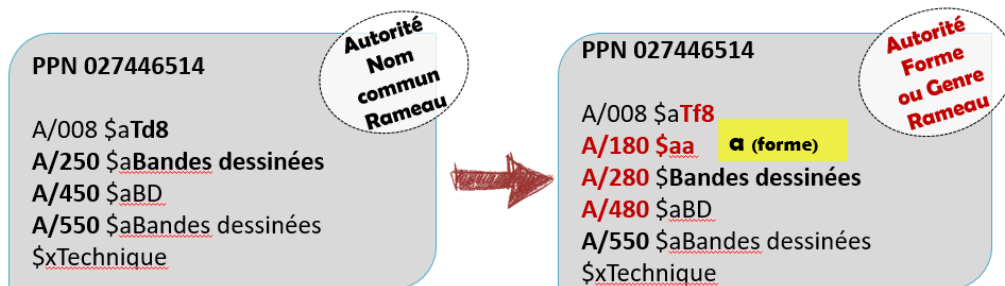 PPN 027446514
Autorité
Nom
commun
Rameau
A/008 $aTd8
A/250 $aBandes dessinées
A/450 $aBD
A/550 $aBandes dessinées
$xTechnique
PPN 027446514
Autorité
Forme
ou Genre
Rameau
A/008 $aTf8
A/180 $aa
a (forme)
A/280 $Bandes dessinées
A/480 $aBD
A/550 $aBandes dessinées
$xTechnique